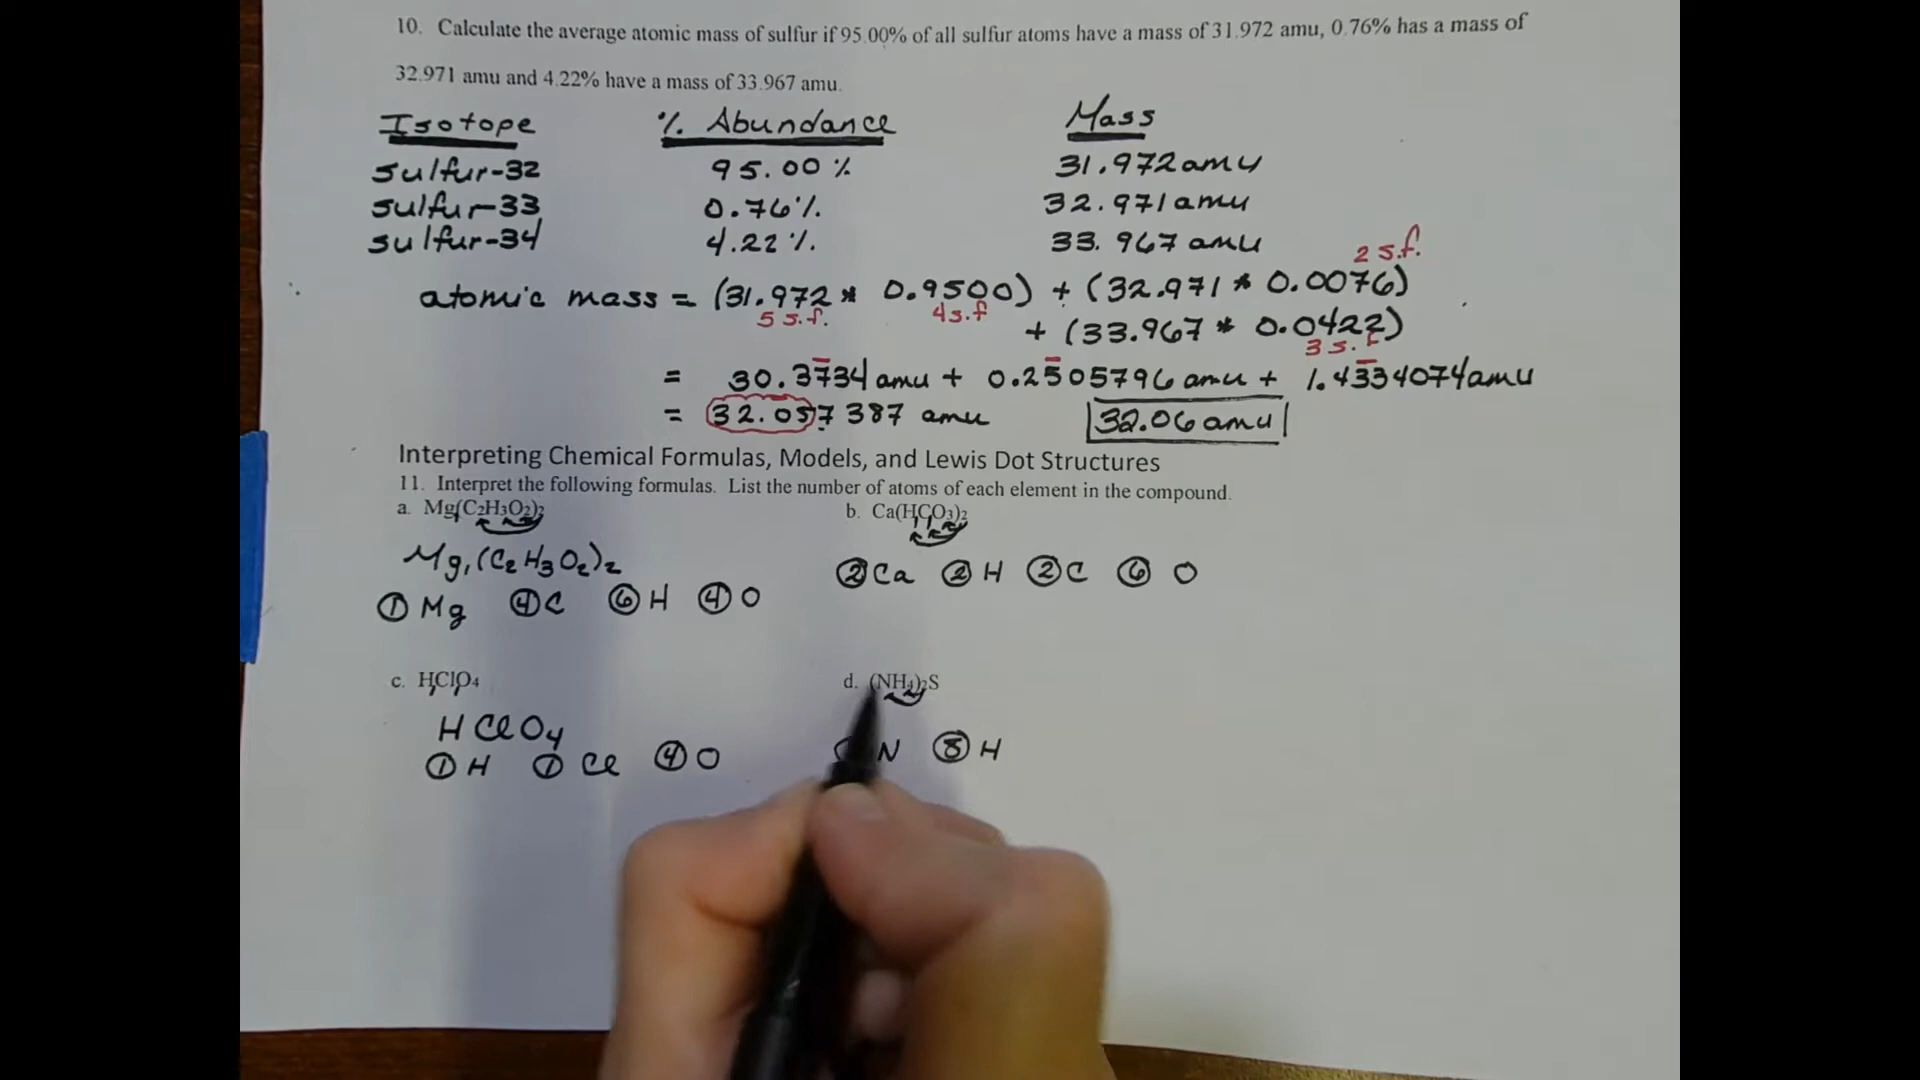 10. Calculate the average atomic mass of sulfur if 95.00% of all sulfur atoms have a mass of 31.972 amu, 0.76% has a mass of
32.971 amu and 4.22% have a mass of 33.967 amu.
Isotope % Abundance Mass
Sulfur-32 95.00% 31.972 amu
Sulfur-33 0.76% 32.971 amu
Sulfur-34 4.22% 33.967 amu
2 s.f.
atomic mass = (31.972 * 0.9500) + (32.971 * 0.0076)
5 s.f. 4 s.f
+ (33.967 * 0.0422)
3 s.f
= 30.3734 amu + 0.2505796 amu + 1.4334074 amu
= 32.057387 amu 32.06 amu
Interpreting Chemical Formulas, Models, and Lewis Dot Structures
11. Interpret the following formulas. List the number of atoms of each element in the compound.
a. Mg(C2H3O2)2 b. Ca(HCO3)2
Mg1(C2H3O2)2
2 Ca 2 H 2 C 6 O
1 Mg 4 C 6 H 4 O
c. HClO4 d. (NH4)2S
HClO4
N 8 H
1 H 1 Cl 4 O